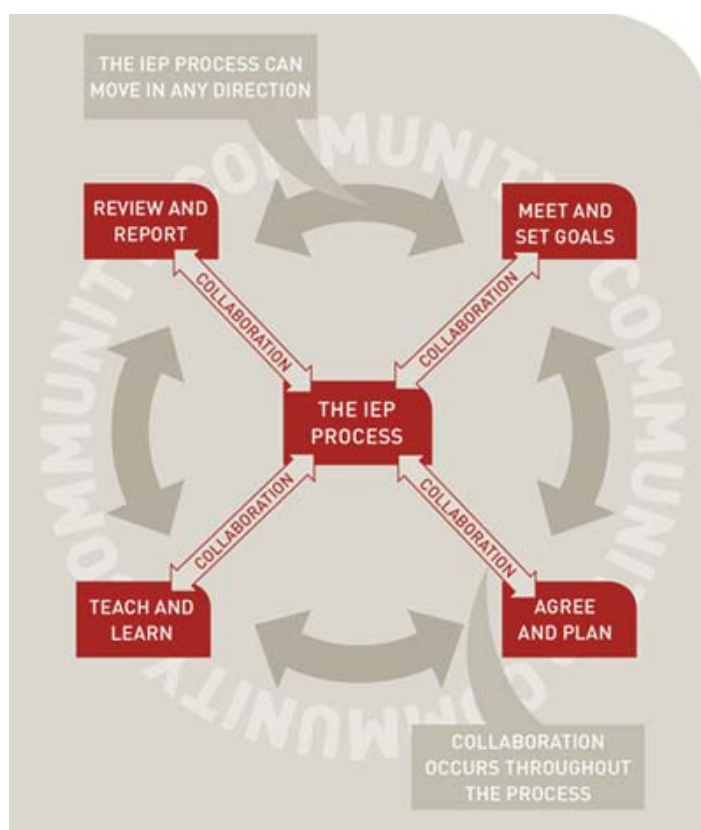 THE IEP PROCESS CAN
MOVE IN ANY DIRECTION
COMMUNITY
COMMUNITY
COMMUNITY
COMMUNITY
REVIEW AND
REPORT
MEET AND
SET GOALS
COLLABORATION
COLLABORATION
THE IEP
PROCESS
COLLABORATION
COLLABORATION
TEACH AND
LEARN
AGREE
AND PLAN
COLLABORATION
OCCURS THROUGHOUT
THE PROCESS